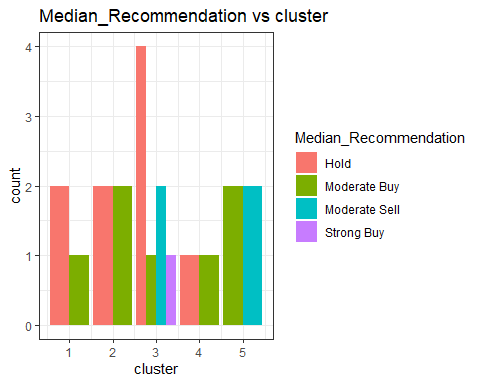 Median_Recommendation vs cluster
4
3
2
1
0
count
1 2 3 4 5
cluster
Median_Recommendation
Hold
Moderate Buy
Moderate Sell
Strong Buy